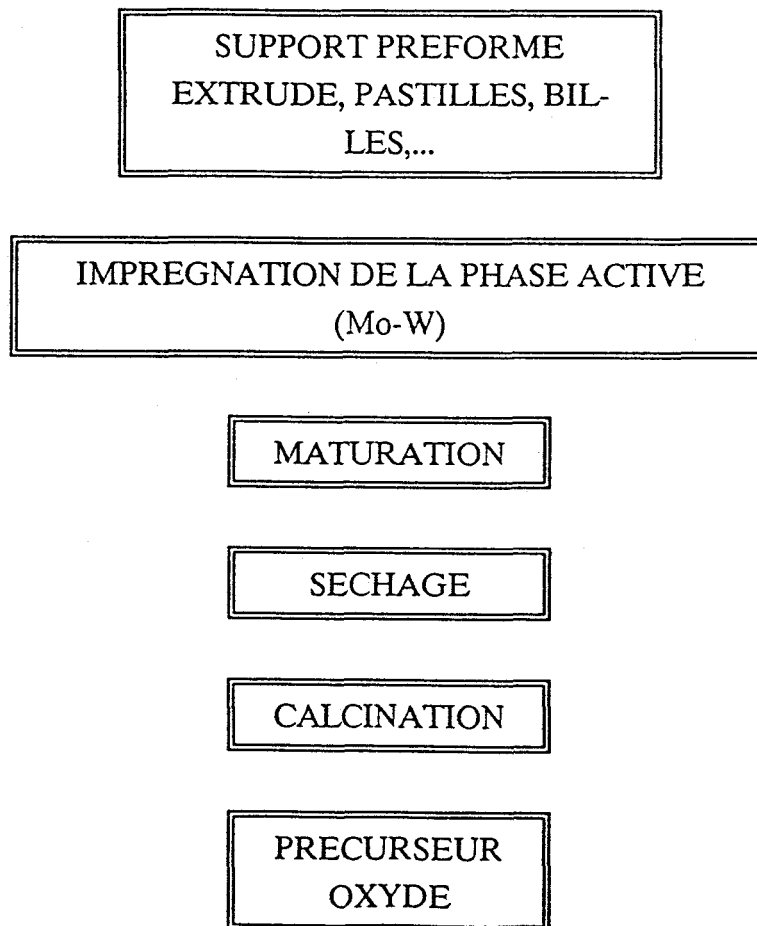 SUPPORT PREFORME
EXTRUDE, PASTILLES, BIL-
LES,...
IMPREGNATION DE LA PHASE ACTIVE
(Mo-W)
MATURATION
SECHAGE
CALCINATION
PRECURSEUR
OXYDE